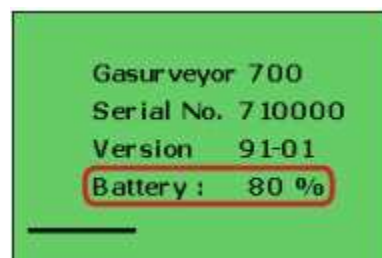 Gasurveyor 700
Serial No. 710000
Version 91-01
Battery : 80 %